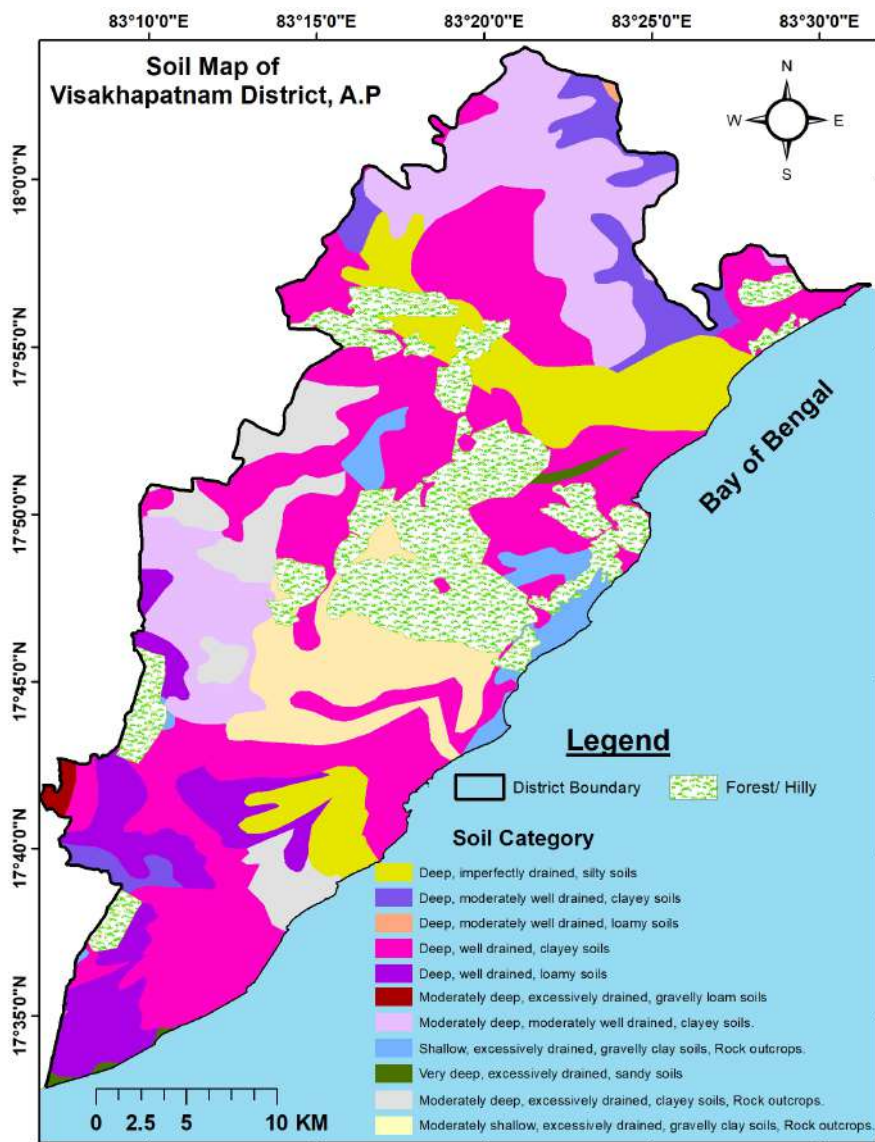 83°10'0"E
83°15'0"E
83°20'0"E
83°25'0"E
83°30'0"E
Soil Map of
Visakhapatnam District, A.P
N
W
E
S
18°0'0"N
17°55'0"N
17°50'0"N
17°45'0"N
17°40'0"N
17°35'0"N
Bay of Bengal
Legend
District Boundary
Forest/ Hilly
Soil Category
Deep, imperfectly drained, silty soils
Deep, moderately well drained, clayey soils
Deep, moderately well drained, loamy soils
Deep, well drained, clayey soils
Deep, well drained, loamy soils
Moderately deep, excessively drained, gravelly loam soils
Moderately deep, moderately well drained, clayey soils.
Shallow, excessively drained, gravelly clay soils, Rock outcrops.
Very deep, excessively drained, sandy soils
Moderately deep, excessively drained, clayey soils, Rock outcrops.
Moderately shallow, excessively drained, gravelly clay soils, Rock outcrops.
0 2.5 5 10 KM